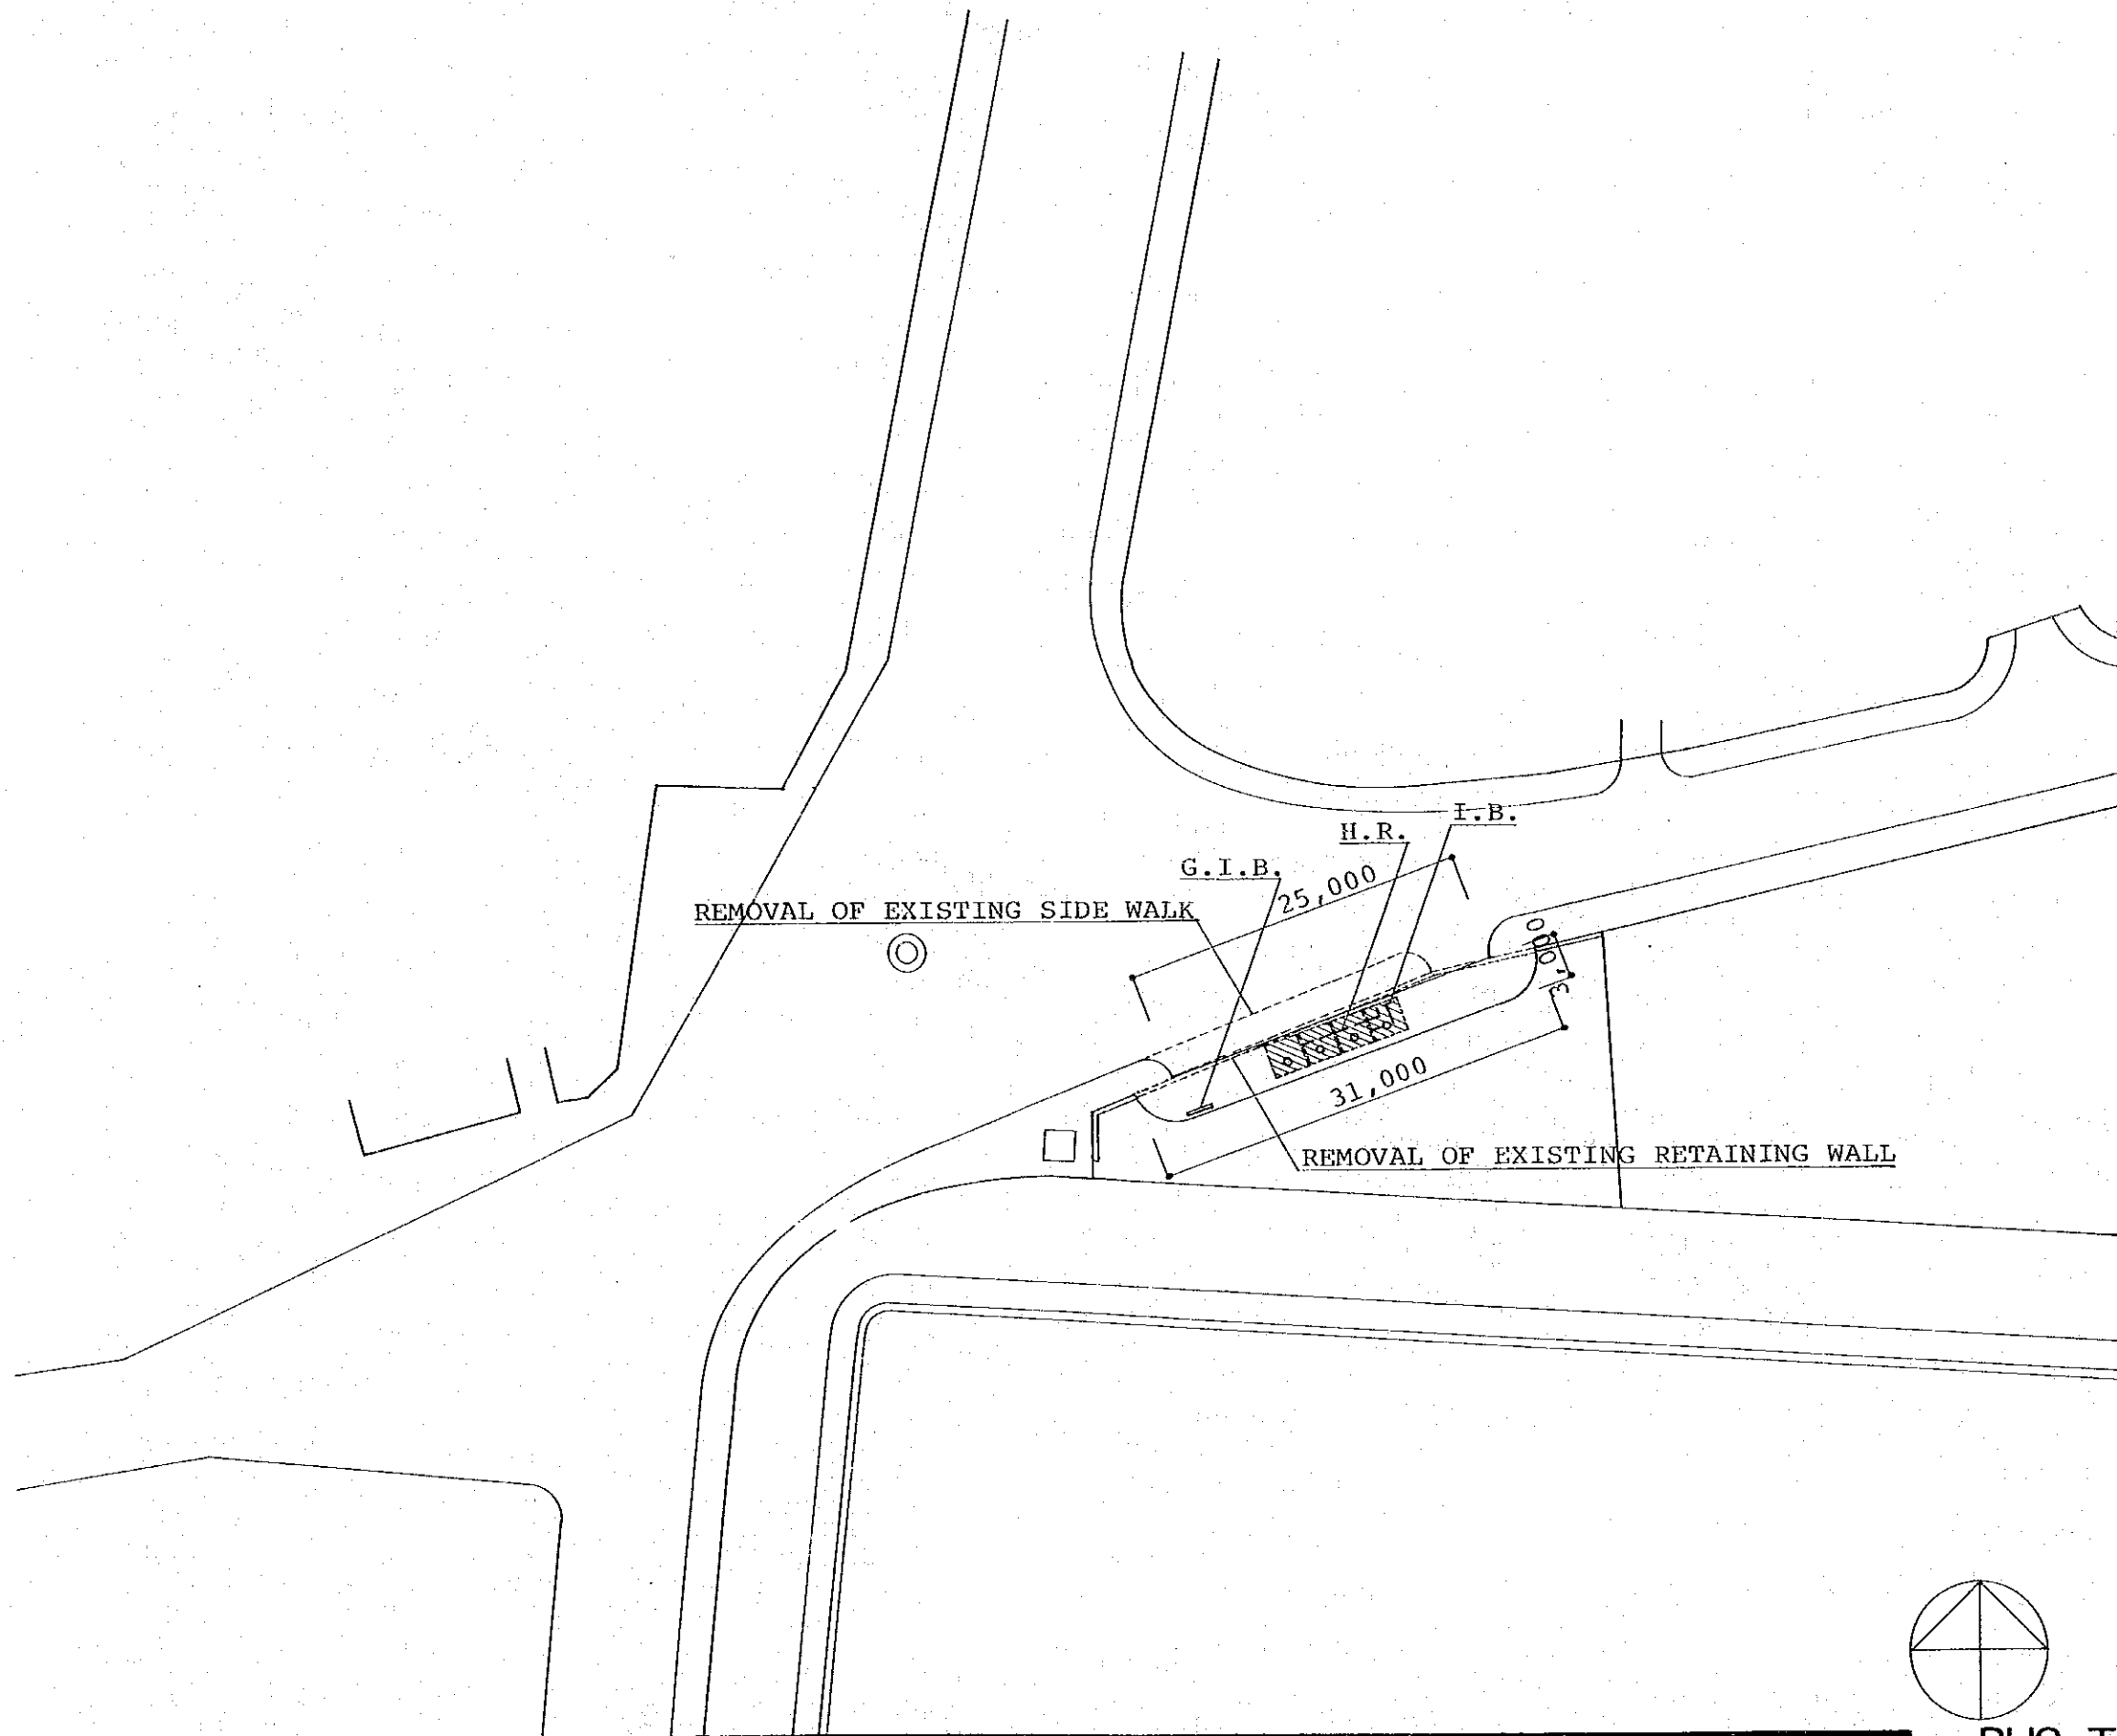 I.B.
H.R.
G.I.B.
25,000
REMOVAL OF EXISTING SIDE WALK
3,000
31,000
REMOVAL OF EXISTING RETAINING WALL